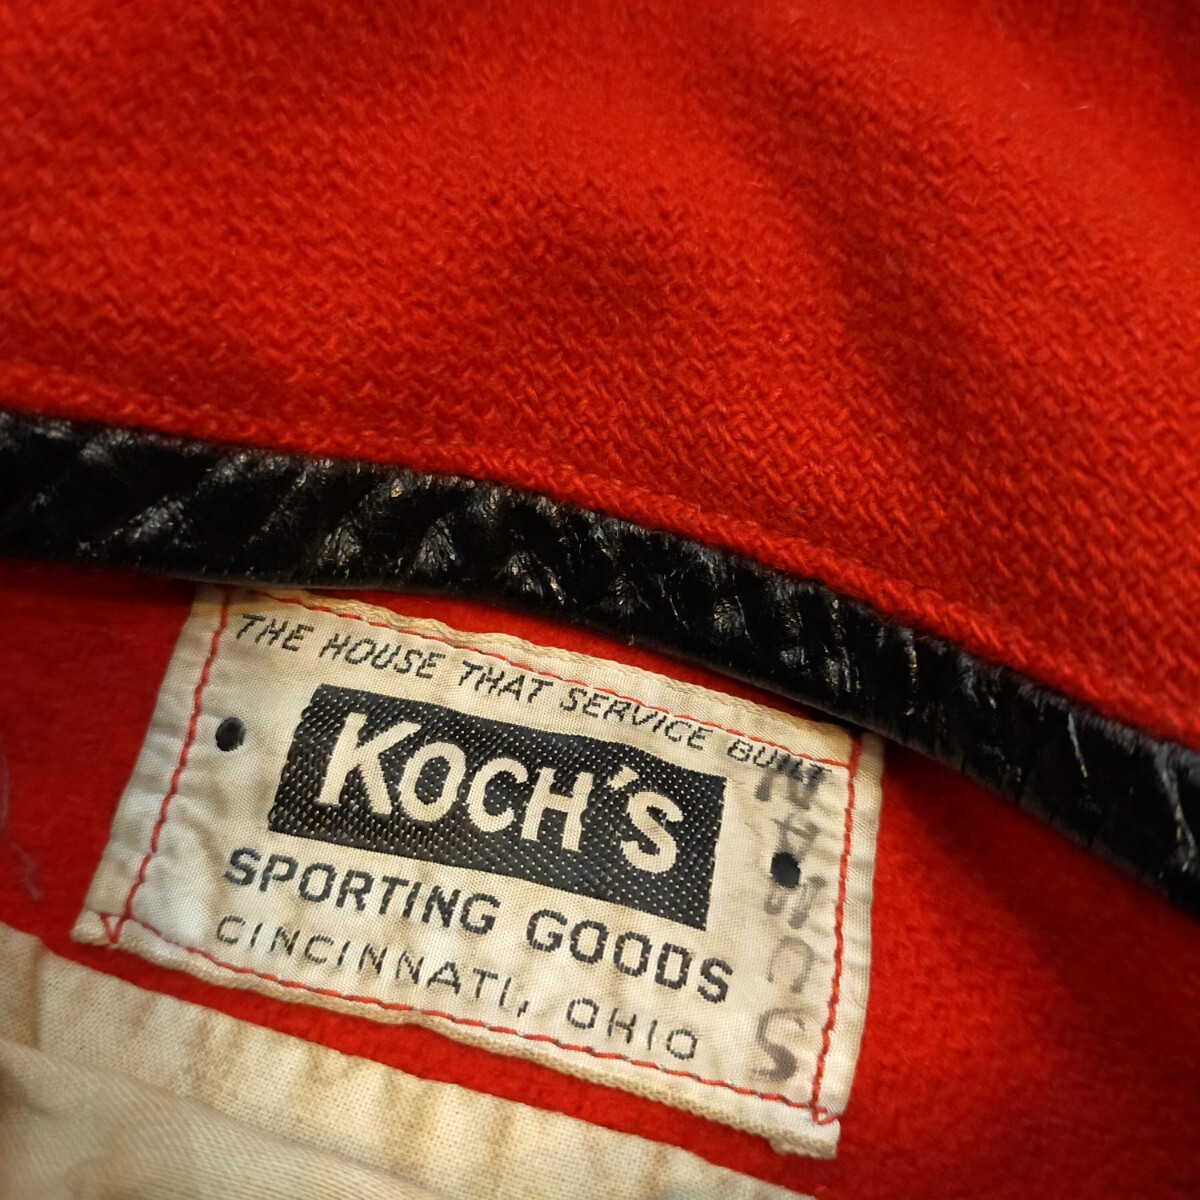 THE HOUSE THAT SERVICE BUILT
KOCH'S
SPORTING GOODS
CINCINNATI, OHIO